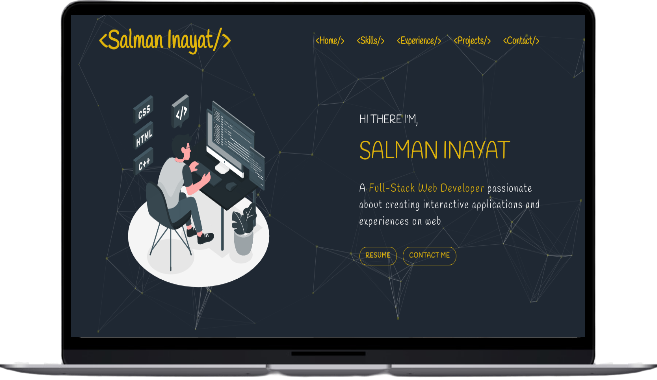 <Salman Inayat/>
<Home/> <Skills/> <Experience/> <Projects/> <Contact/>
CSS
</>
HTML
C++
HI THERE I'M,
SALMAN INAYAT
A Full-Stack Web Developer passionate
about creating interactive applications and
experiences on web
RESUME CONTACT ME